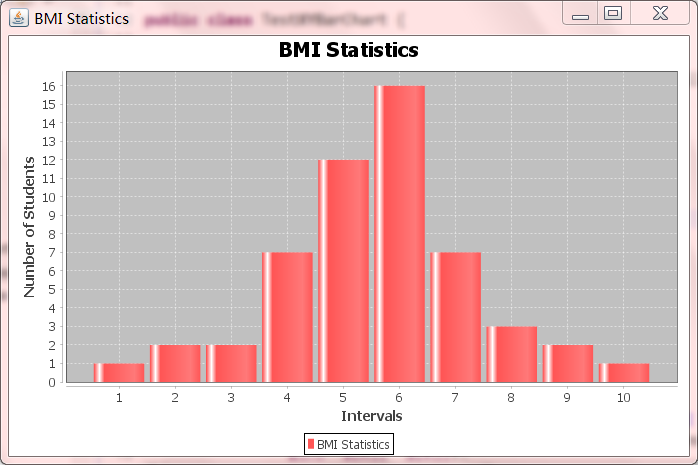 BMI Statistics
public class TestXYBarChart {
BMI Statistics
16
15
14
13
12
11
10
9
8
7
6
5
4
3
2
1
0
Number of Students
1 2 3 4 5 6 7 8 9 10
Intervals
BMI Statistics